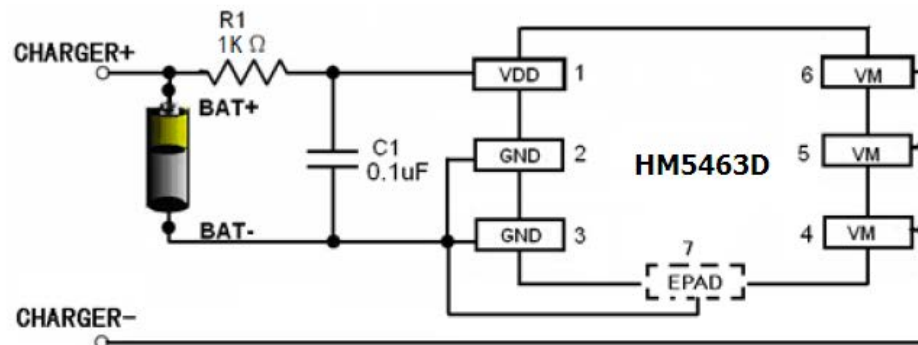 R1
1K Ω
CHARGER+
BAT+
C1
0.1uF
BAT-
CHARGER-
VDD 1
GND 2
GND 3
HM5463D
6 VM
5 VM
4 VM
7
EPAD